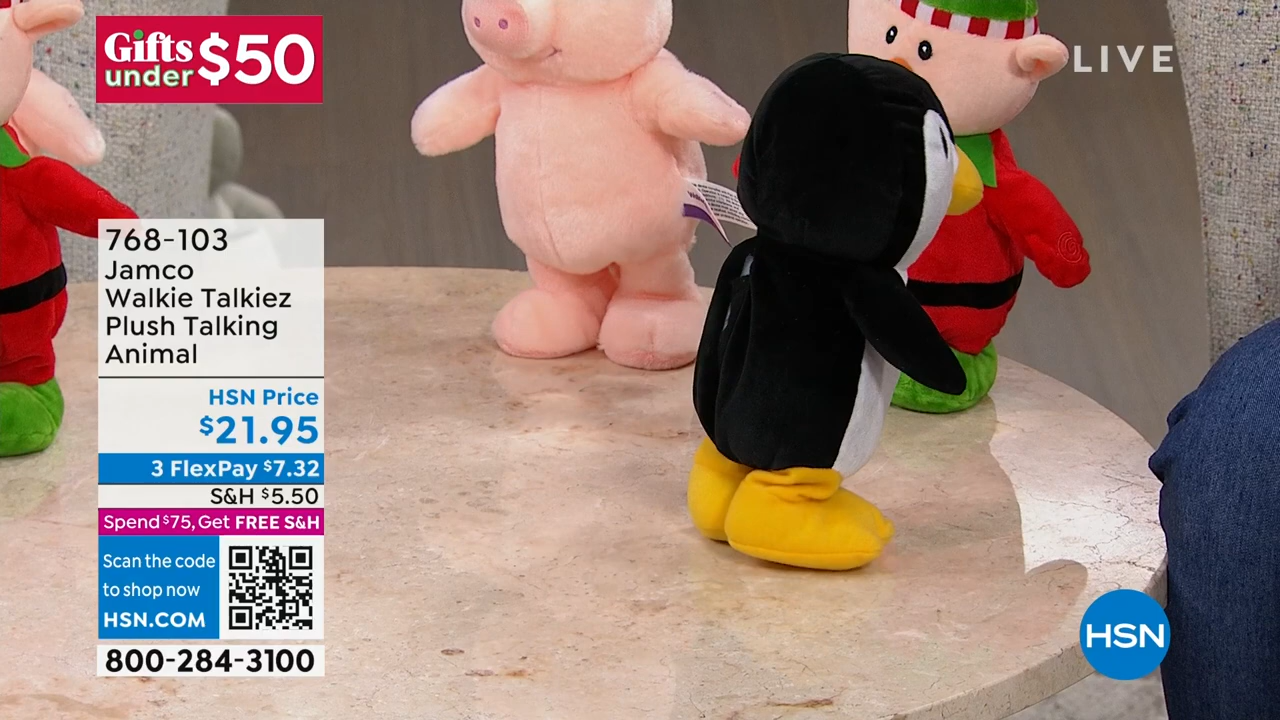 Gifts
under $50
LIVE
768-103
Jamco
Walkie Talkiez
Plush Talking
Animal
HSN Price
$21.95
3 FlexPay $7.32
S&H $5.50
Spend $75, Get FREE S&H
Scan the code
to shop now
HSN.COM
800-284-3100
HSN